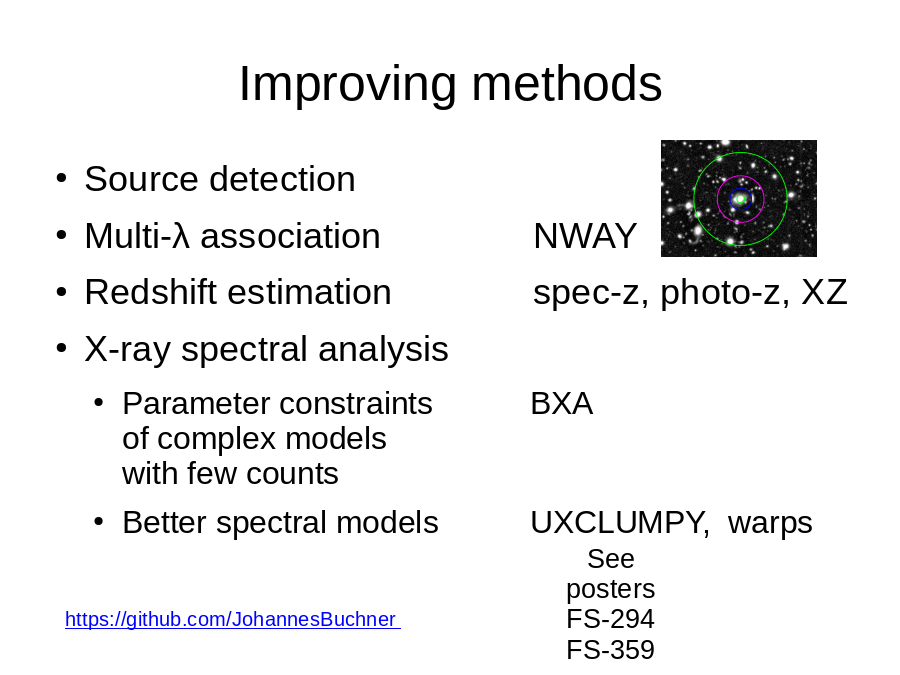 Improving methods
• Source detection
• Multi-λ association NWAY
• Redshift estimation spec-z, photo-z, XZ
• X-ray spectral analysis
• Parameter constraints BXA
of complex models
with few counts
• Better spectral models UXCLUMPY, warps
See
posters
FS-294
FS-359
https://github.com/JohannesBuchner